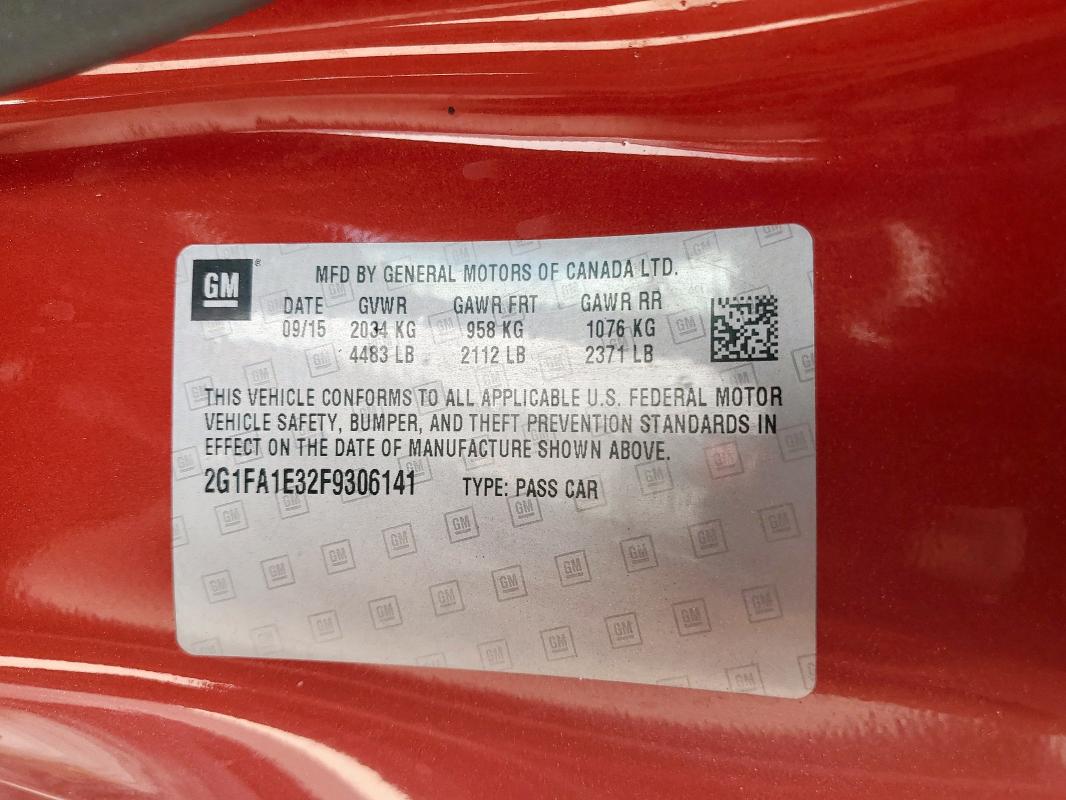 GM®
MFD BY GENERAL MOTORS OF CANADA LTD.
DATE GVWR GAWR FRT GAWR RR
09/15 2034 KG 958 KG 1076 KG
4483 LB 2112 LB 2371 LB
THIS VEHICLE CONFORMS TO ALL APPLICABLE U.S. FEDERAL MOTOR
VEHICLE SAFETY, BUMPER, AND THEFT PREVENTION STANDARDS IN
EFFECT ON THE DATE OF MANUFACTURE SHOWN ABOVE.
2G1FA1E32F9306141 TYPE: PASS CAR